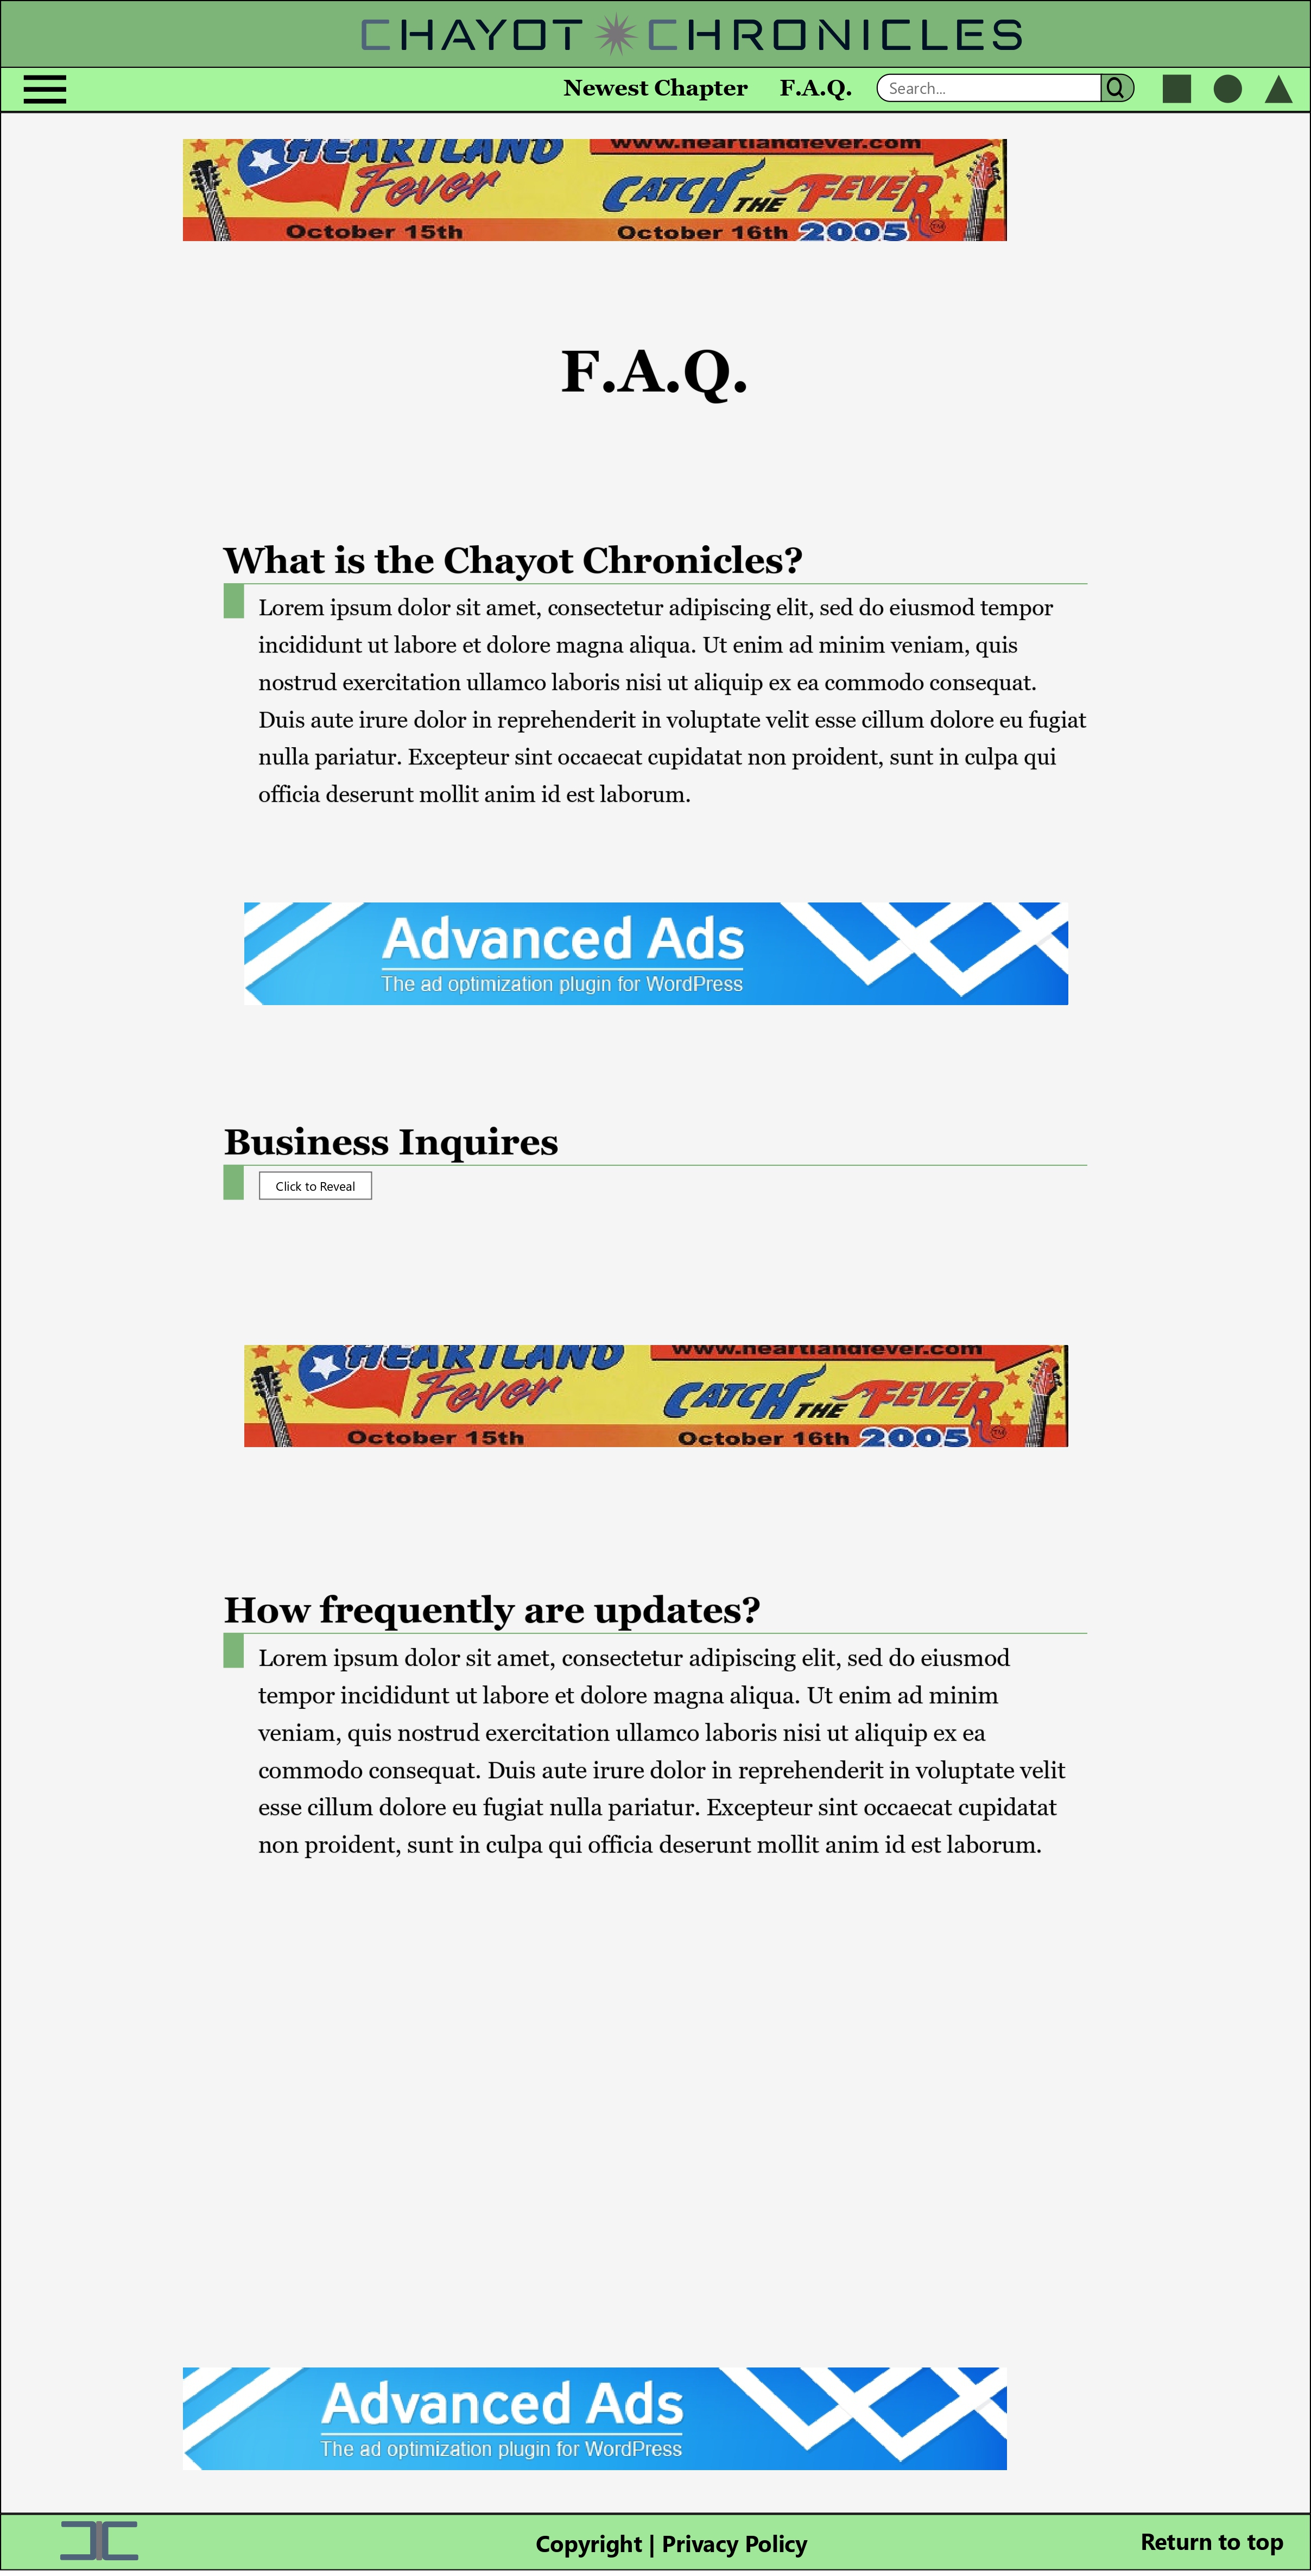 CHAYOT CHRONICLES
Newest Chapter F.A.Q. Search...
HEARTLAND www.heartlandfever.com
Fever CATCH THE FEVER TM
October 15th October 16th 2005
F.A.Q.
What is the Chayot Chronicles?
Lorem ipsum dolor sit amet, consectetur adipiscing elit, sed do eiusmod tempor
incididunt ut labore et dolore magna aliqua. Ut enim ad minim veniam, quis
nostrud exercitation ullamco laboris nisi ut aliquip ex ea commodo consequat.
Duis aute irure dolor in reprehenderit in voluptate velit esse cillum dolore eu fugiat
nulla pariatur. Excepteur sint occaecat cupidatat non proident, sunt in culpa qui
officia deserunt mollit anim id est laborum.
Advanced Ads
The ad optimization plugin for WordPress
Business Inquires
Click to Reveal
HEARTLAND www.heartlandfever.com
Fever CATCH THE FEVER TM
October 15th October 16th 2005
How frequently are updates?
Lorem ipsum dolor sit amet, consectetur adipiscing elit, sed do eiusmod
tempor incididunt ut labore et dolore magna aliqua. Ut enim ad minim
veniam, quis nostrud exercitation ullamco laboris nisi ut aliquip ex ea
commodo consequat. Duis aute irure dolor in reprehenderit in voluptate velit
esse cillum dolore eu fugiat nulla pariatur. Excepteur sint occaecat cupidatat
non proident, sunt in culpa qui officia deserunt mollit anim id est laborum.
Advanced Ads
The ad optimization plugin for WordPress
Copyright | Privacy Policy Return to top